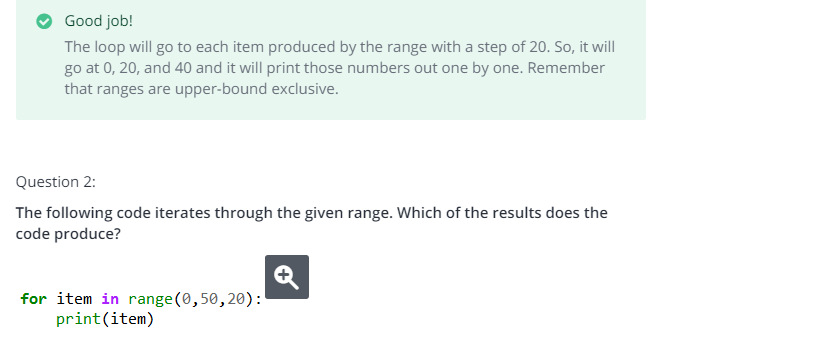 Good job!
The loop will go to each item produced by the range with a step of 20. So, it will
go at 0, 20, and 40 and it will print those numbers out one by one. Remember
that ranges are upper-bound exclusive.
Question 2:
The following code iterates through the given range. Which of the results does the
code produce?
for item in range(0,50,20):
    print(item)